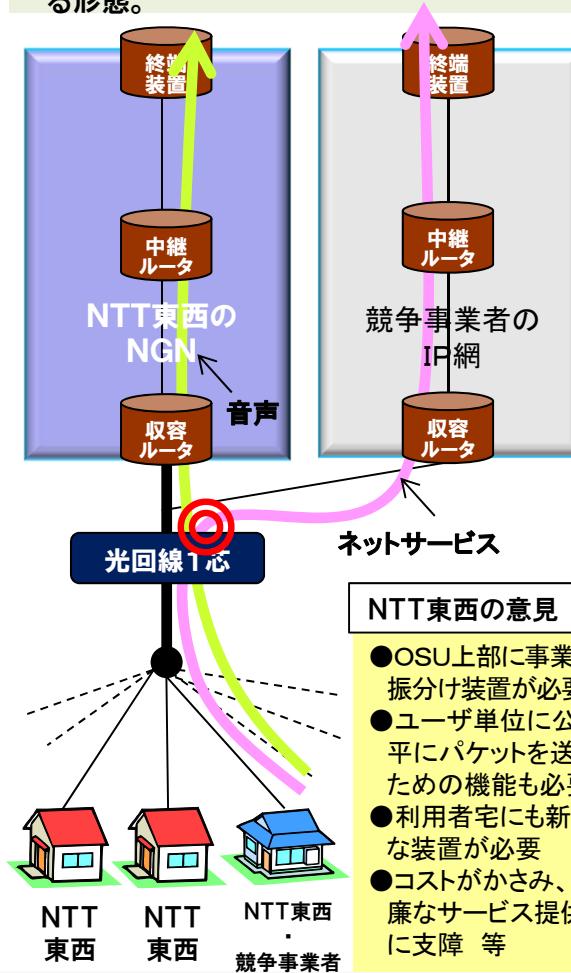 る形態。
終端
装置
終端
装置
中継
ルータ
中継
ルータ
NTT東西の
NGN
競争事業者の
IP網
音声
収容
ルータ
収容
ルータ
ネットサービス
光回線1芯
NTT東西の意見
●OSU上部に事業
振分け装置が必要
●ユーザ単位に公
平にパケットを送
ための機能も必要
●利用者宅にも新
な装置が必要
●コストがかさみ、
廉なサービス提供
に支障 等
NTT
東西
NTT
東西
NTT東西
・
競争事業者